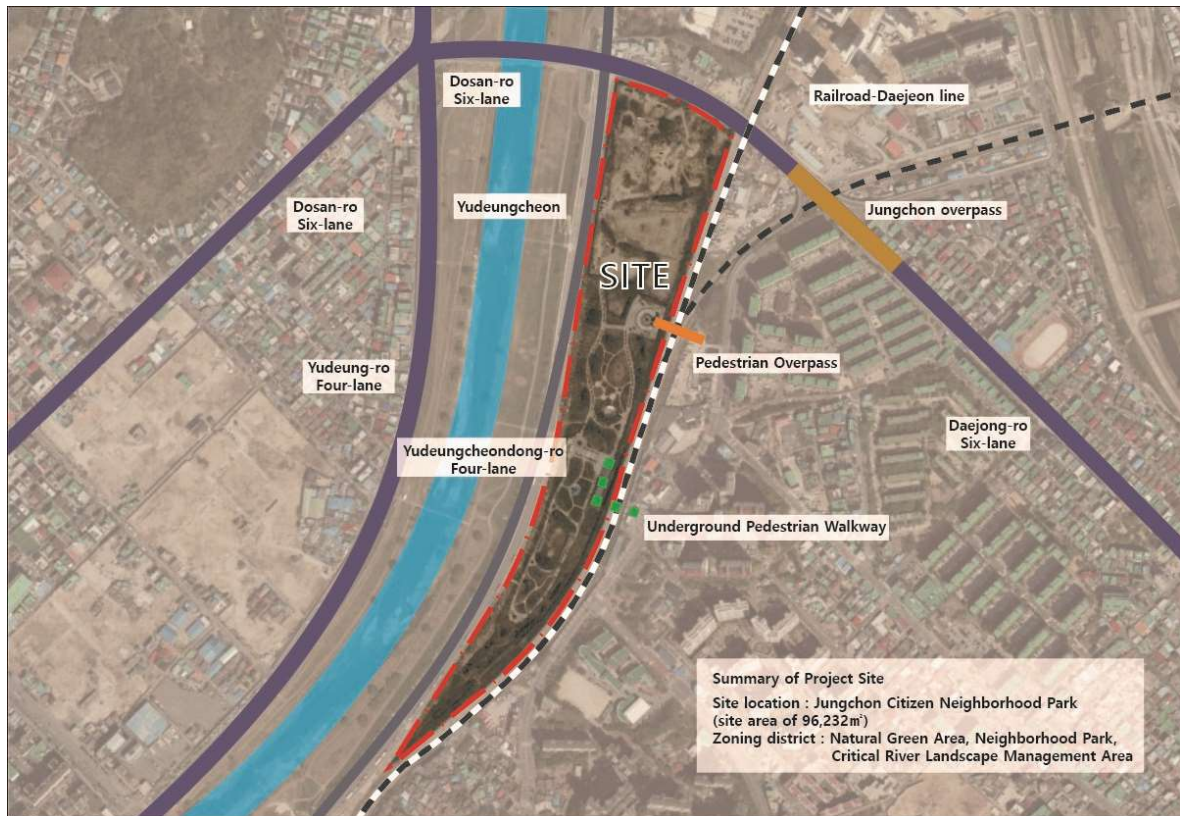 Dosan-ro
Six-lane
Railroad-Daejeon line
Dosan-ro
Six-lane
Yudeungcheon
Jungchon overpass
SITE
Yudeung-ro
Four-lane
Pedestrian Overpass
Yudeungcheondong-ro
Four-lane
Daejong-ro
Six-lane
Underground Pedestrian Walkway
Summary of Project Site
Site location : Jungchon Citizen Neighborhood Park
(site area of 96,232㎡)
Zoning district : Natural Green Area, Neighborhood Park,
Critical River Landscape Management Area